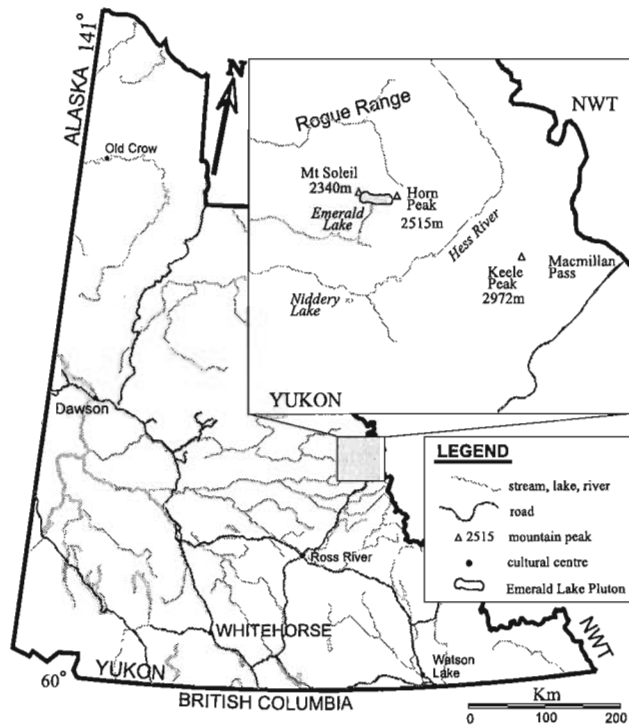 ALASKA 141°
N
Old Crow
Dawson
Ross River
WHITEHORSE
Watson
Lake
YUKON
60°
BRITISH COLUMBIA
NWT
Rogue Range
NWT
Mt Soleil
2340m
Horn
Peak
2515m
Emerald
Lake
Hess River
Keele
Peak
2972m
Macmillan
Pass
Niddery
Lake
YUKON
LEGEND
stream, lake, river
road
2515 mountain peak
cultural centre
Emerald Lake Pluton
Km
0 100 200